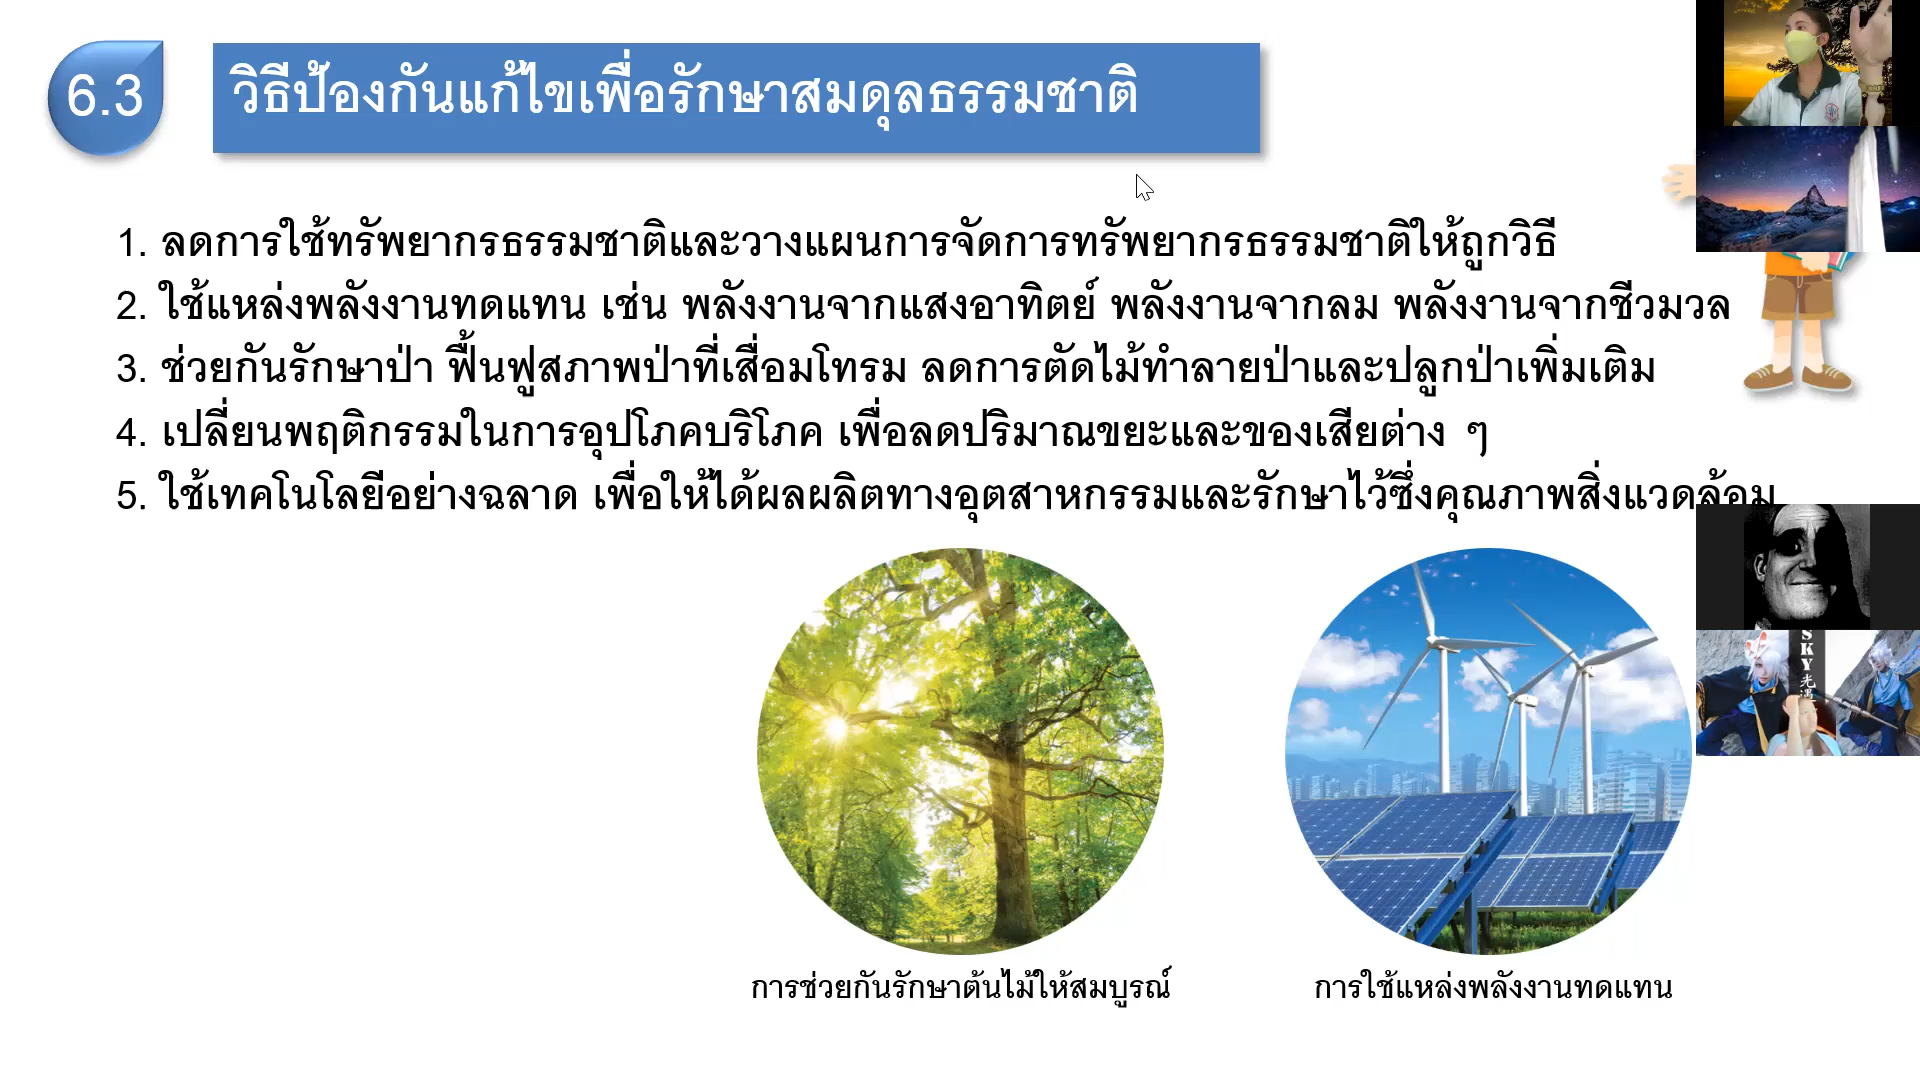 6.3
วิธีป้องกันแก้ไขเพื่อรักษาสมดุลธรรมชาติ
1. ลดการใช้ทรัพยากรธรรมชาติและวางแผนการจัดการทรัพยากรธรรมชาติให้ถูกวิธี
2. ใช้แหล่งพลังงานทดแทน เช่น พลังงานจากแสงอาทิตย์ พลังงานจากลม พลังงานจากชีวมวล
3. ช่วยกันรักษาป่า ฟื้นฟูสภาพป่าที่เสื่อมโทรม ลดการตัดไม้ทำลายป่าและปลูกป่าเพิ่มเติม
4. เปลี่ยนพฤติกรรมในการอุปโภคบริโภค เพื่อลดปริมาณขยะและของเสียต่าง ๆ
5. ใช้เทคโนโลยีอย่างฉลาด เพื่อให้ได้ผลผลิตทางอุตสาหกรรมและรักษาไว้ซึ่งคุณภาพสิ่งแวดล้อม
SKY
光遇
การช่วยกันรักษาต้นไม้ให้สมบูรณ์
การใช้แหล่งพลังงานทดแทน